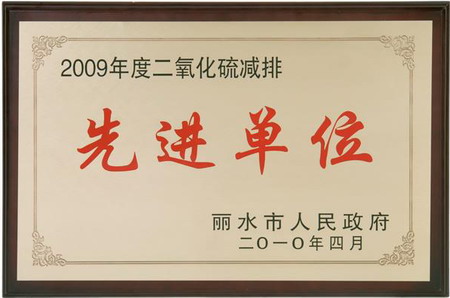 2009年度二氧化硫减排
先进单位
丽水市人民政府
二〇一〇年四月